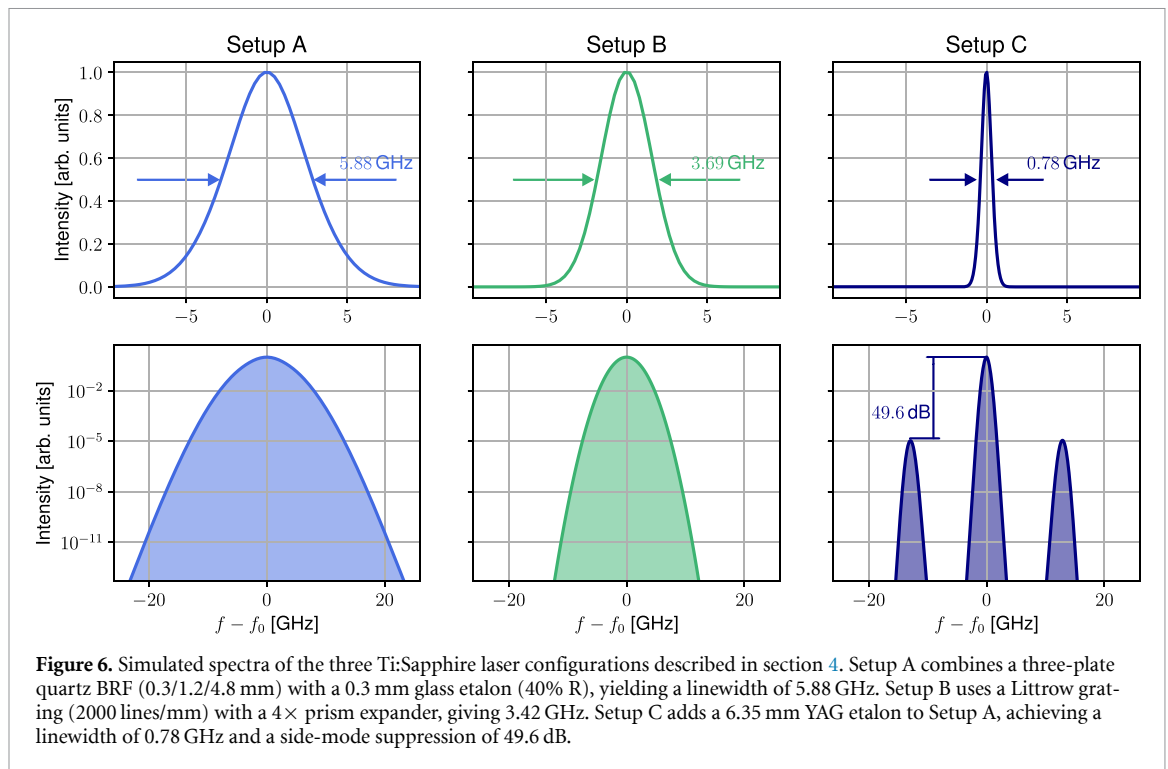 Setup A
Setup B
Setup C
Intensity [arb. units]
1.0
0.8
0.6
0.4
0.2
0.0
5.88 GHz
3.69 GHz
0.78 GHz
−5
0
5
−5
0
5
−5
0
5
Intensity [arb. units]
10⁻²
10⁻⁵
10⁻⁸
10⁻¹¹
49.6 dB
−20
0
20
−20
0
20
−20
0
20
f − f₀ [GHz]
f − f₀ [GHz]
f − f₀ [GHz]
Figure 6. Simulated spectra of the three Ti:Sapphire laser configurations described in section 4. Setup A combines a three-plate
quartz BRF (0.3/1.2/4.8 mm) with a 0.3 mm glass etalon (40% R), yielding a linewidth of 5.88 GHz. Setup B uses a Littrow grat-
ing (2000 lines/mm) with a 4× prism expander, giving 3.42 GHz. Setup C adds a 6.35 mm YAG etalon to Setup A, achieving a
linewidth of 0.78 GHz and a side-mode suppression of 49.6 dB.